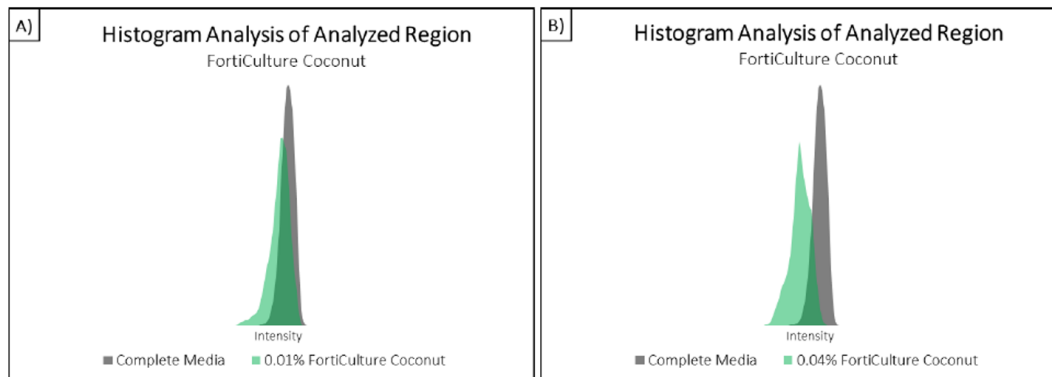 A)
Histogram Analysis of Analyzed Region
FortiCulture Coconut
Intensity
Complete Media
0.01% FortiCulture Coconut
B)
Histogram Analysis of Analyzed Region
FortiCulture Coconut
Intensity
Complete Media
0.04% FortiCulture Coconut